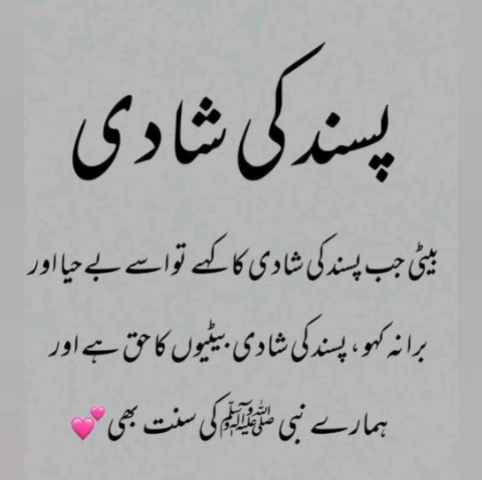 پسند کی شادی
بیٹی جب پسند کی شادی کا کہے تو اسے بے حیا اور
برا نہ کہو، پسند کی شادی بیٹیوں کا حق ہے اور
ہمارے نبی ﷺ کی سنت بھی 💕